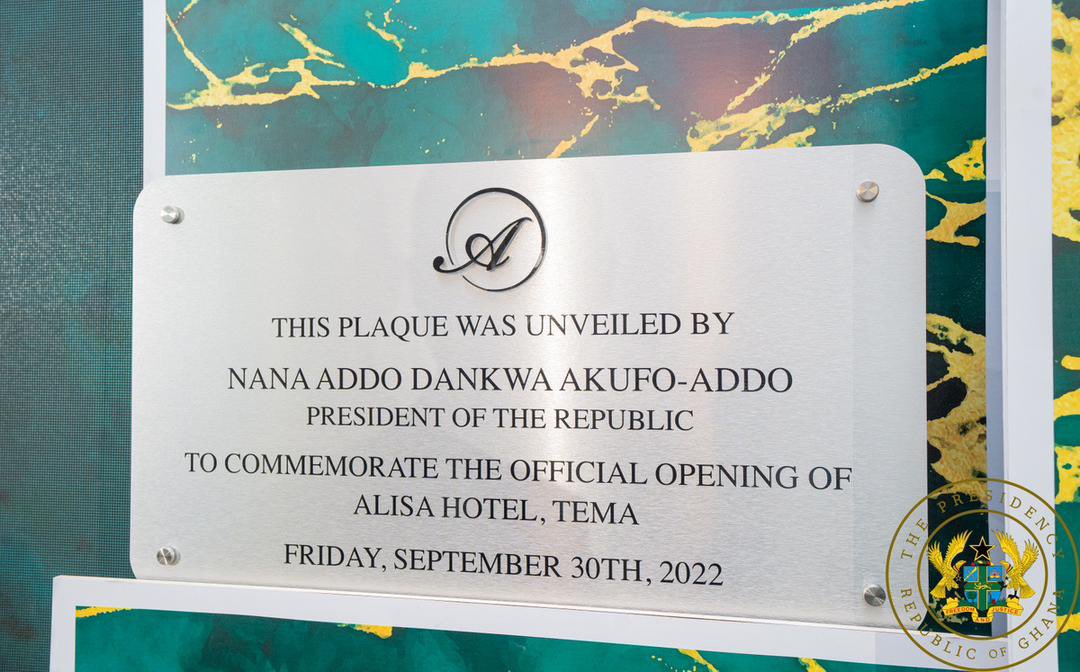 A
THIS PLAQUE WAS UNVEILED BY
NANA ADDO DANKWA AKUFO-ADDO
PRESIDENT OF THE REPUBLIC
TO COMMEMORATE THE OFFICIAL OPENING OF
ALISA HOTEL, TEMA
FRIDAY, SEPTEMBER 30TH, 2022
THE PRESIDENCY
REPUBLIC OF GHANA
FREEDOM AND JUSTICE